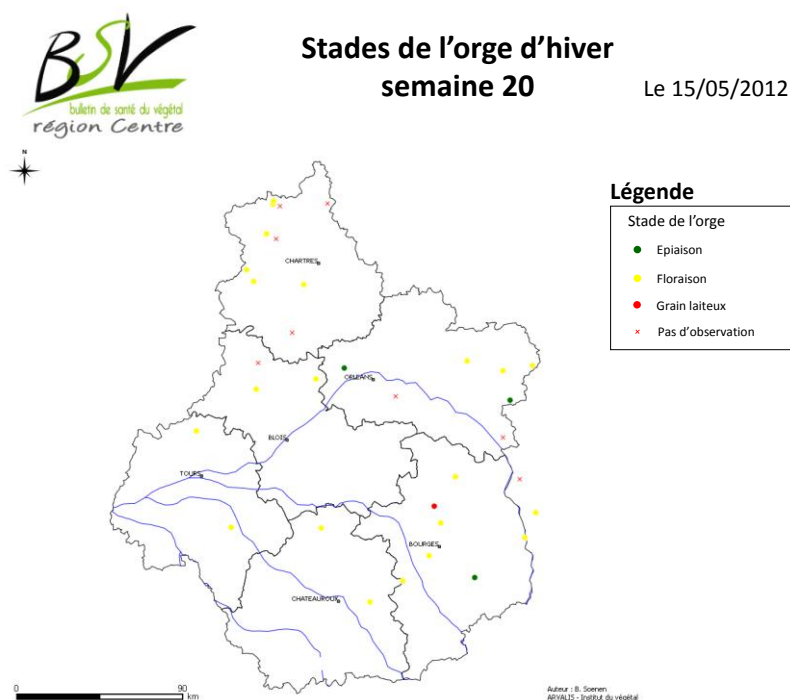 BSV
bulletin de santé du végétal
région Centre
Stades de l'orge d'hiver
semaine 20
Le 15/05/2012
N
Légende
Stade de l'orge
Epiaison
Floraison
Grain laiteux
Pas d'observation
CHARTRES
ORLEANS
BLOIS
TOURS
BOURGES
CHATEAUROUX
0
90
km
Auteur : B. Soenen
ARVALIS - Institut du végétal